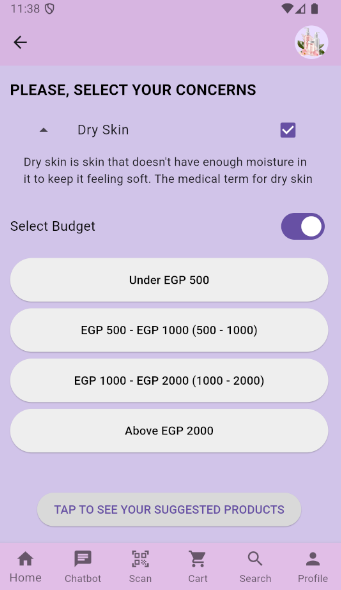 11:38
PLEASE, SELECT YOUR CONCERNS
Dry Skin
Dry skin is skin that doesn't have enough moisture in
it to keep it feeling soft. The medical term for dry skin
Select Budget
Under EGP 500
EGP 500 - EGP 1000 (500 - 1000)
EGP 1000 - EGP 2000 (1000 - 2000)
Above EGP 2000
TAP TO SEE YOUR SUGGESTED PRODUCTS
Home Chatbot Scan Cart Search Profile